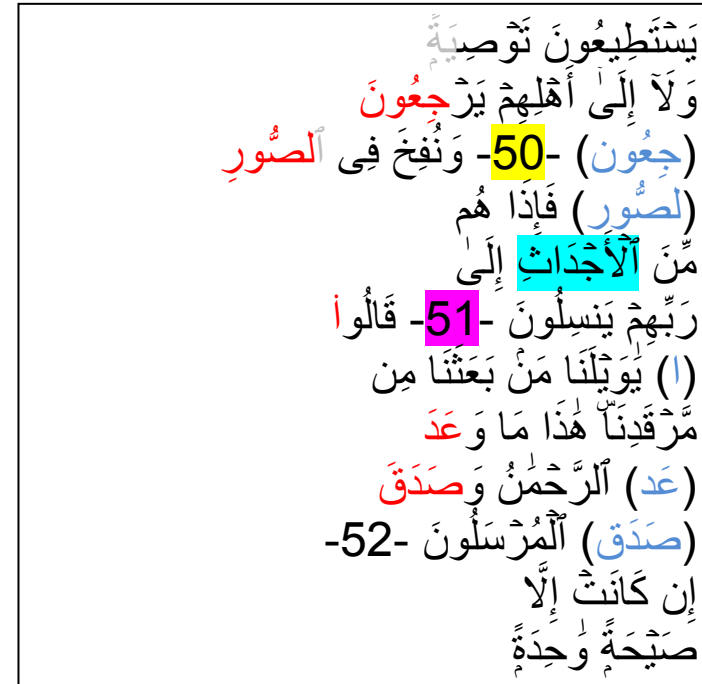 يَسۡتَطِيعُونَ تَوۡصِيَةٗ
وَلَآ إِلَىٰٓ أَهۡلِهِمۡ يَرۡجِعُونَ
(جِعُون) -50- وَنُفِخَ فِى ٱلصُّورِ
(لصُّور) فَإِذَا هُم
مِّنَ ٱلۡأَجۡدَاثِ إِلَىٰ
رَبِّهِمۡ يَنسِلُونَ -51- قَالُواْ
(ا) يَٰوَيۡلَنَا مَنۢ بَعَثَنَا مِن
مَّرۡقَدِنَاۜۗ هَٰذَا مَا وَعَدَ
(عَد) ٱلرَّحۡمَٰنُ وَصَدَقَ
(صَدَق) ٱلۡمُرۡسَلُونَ -52-
إِن كَانَتۡ إِلَّا
صَيۡحَةٗ وَٰحِدَةٗ